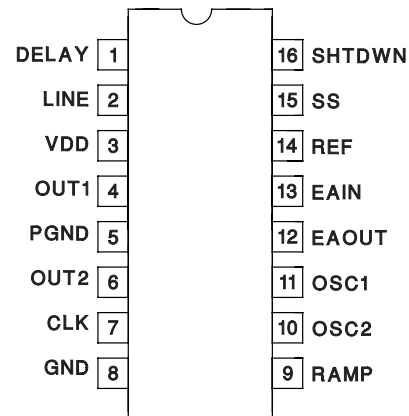 DELAY 1 16 SHTDWN
LINE 2 15 SS
VDD 3 14 REF
OUT1 4 13 EAIN
PGND 5 12 EAOUT
OUT2 6 11 OSC1
CLK 7 10 OSC2
GND 8 9 RAMP